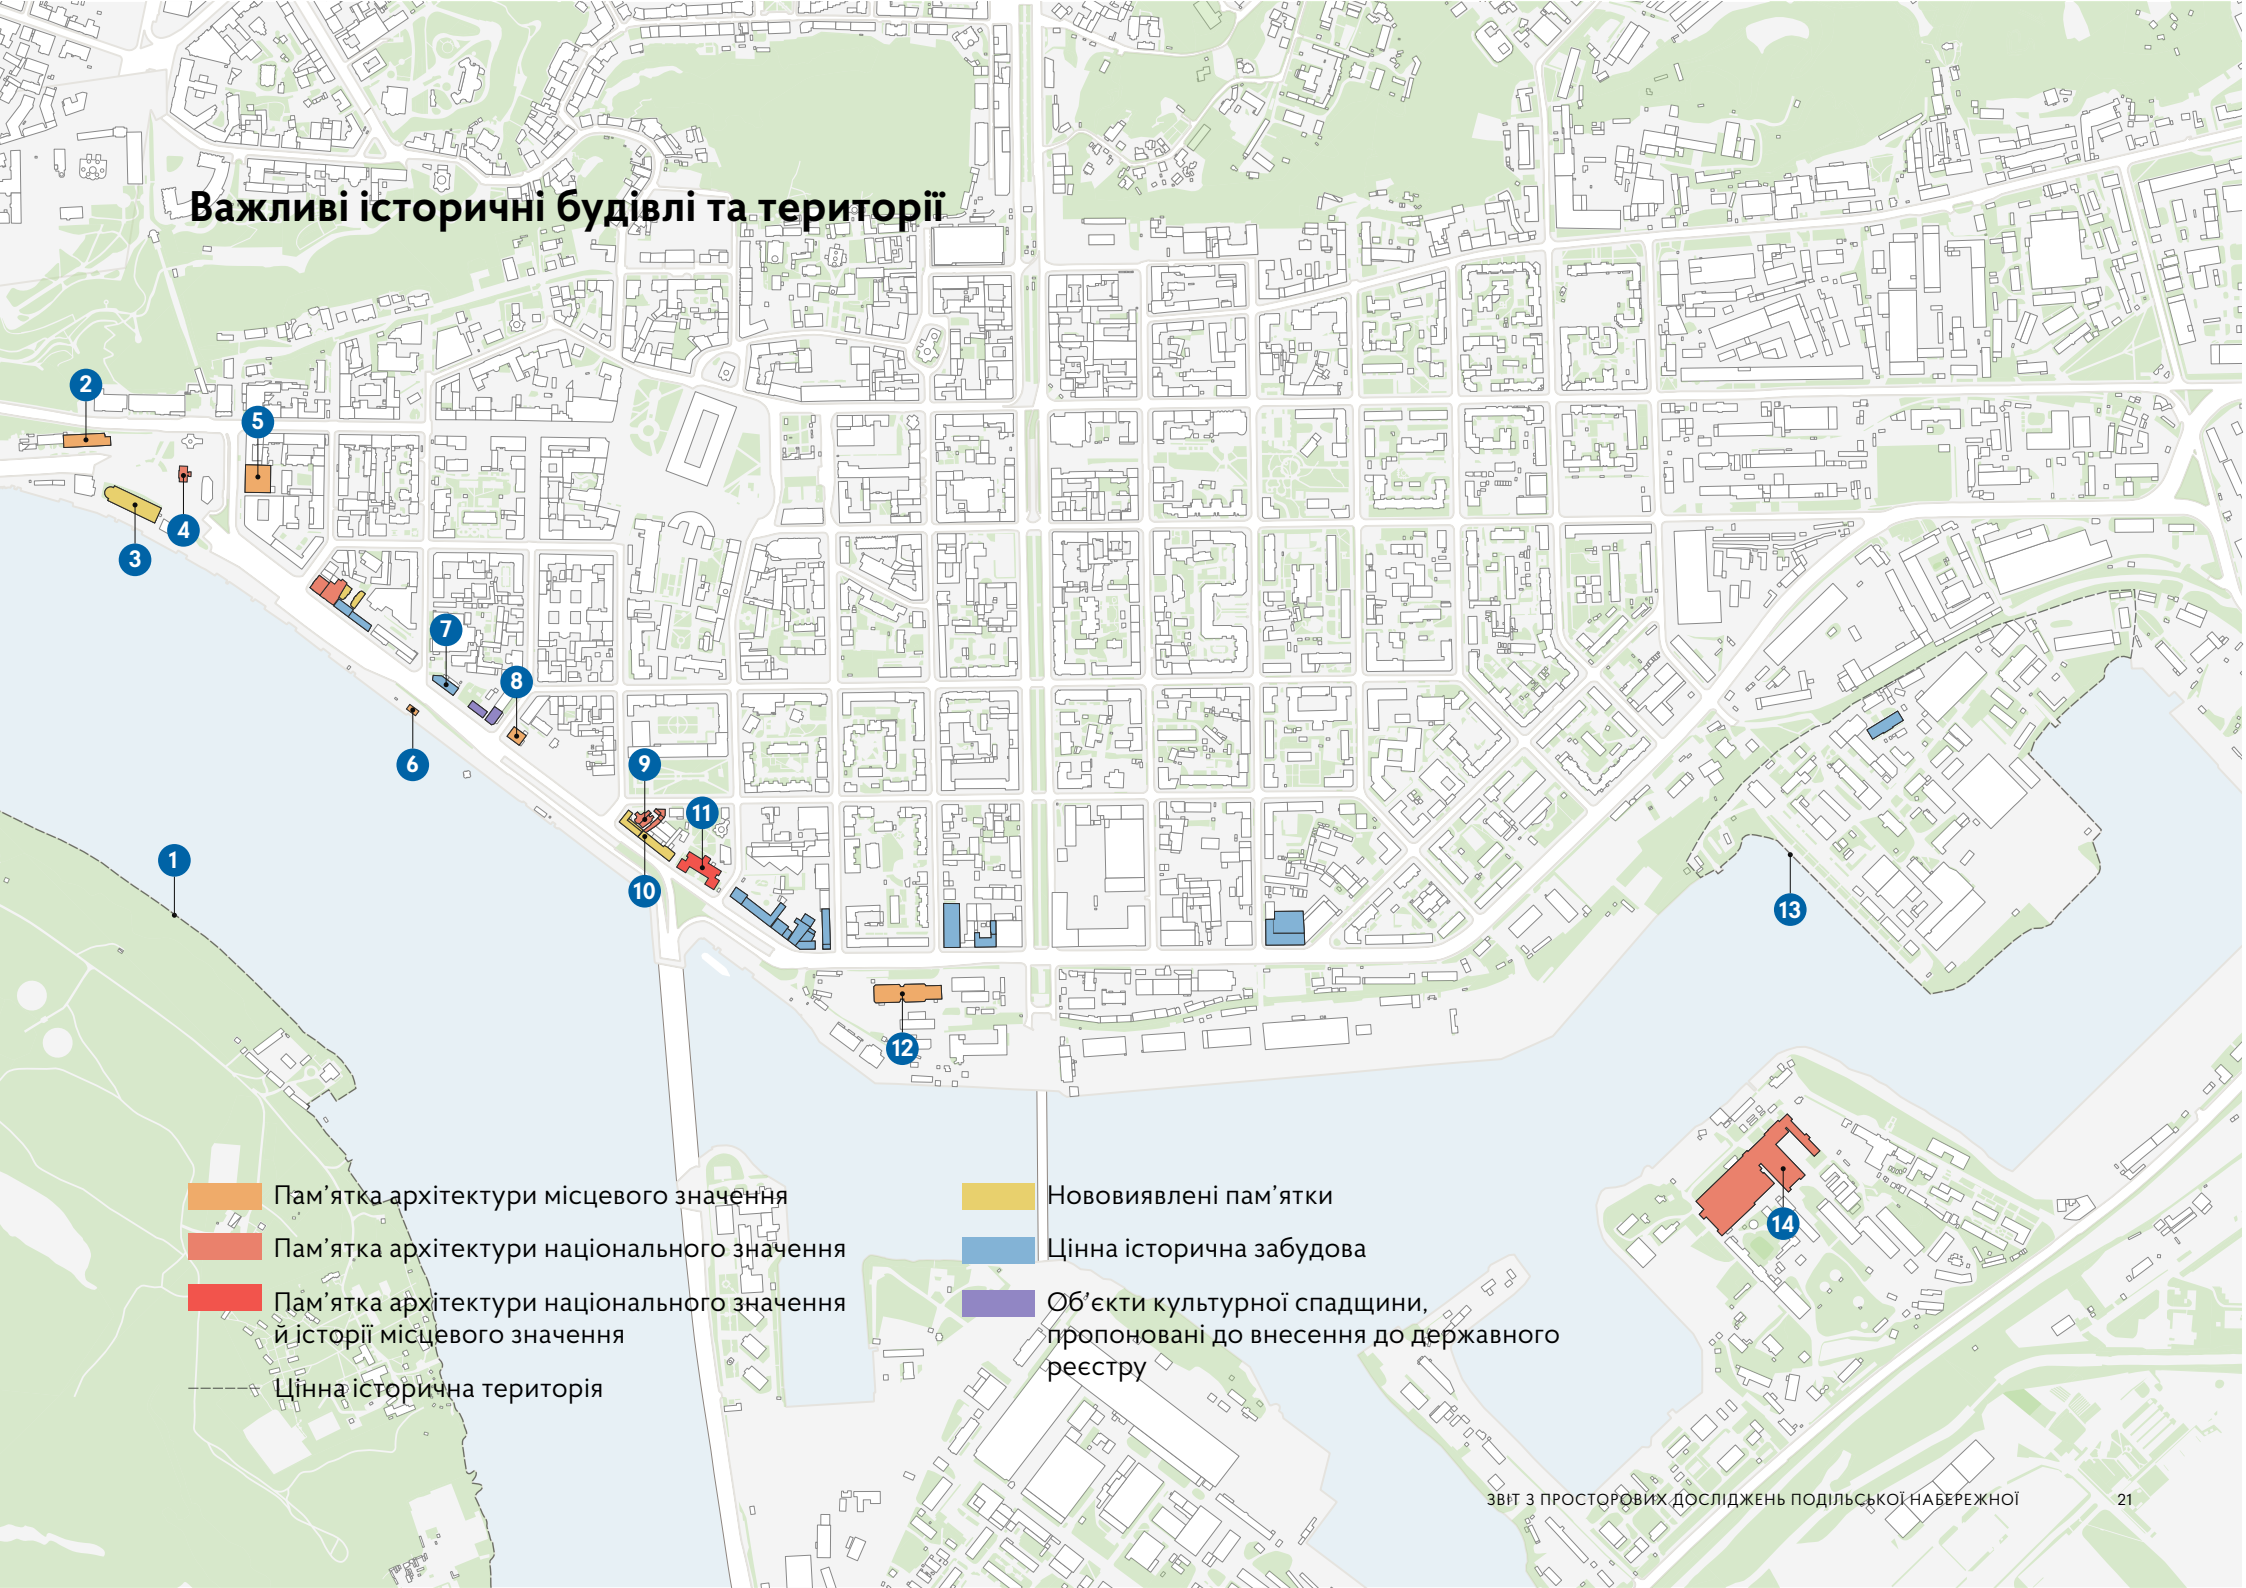 Важливі історичні будівлі та території
2
5
4
3
7
8
6
9
11
1
10
13
12
14
Пам’ятка архітектури місцевого значення
Пам’ятка архітектури національного значення
Пам’ятка архітектури національного значення
й історії місцевого значення
Цінна історична територія
Нововиявлені пам’ятки
Цінна історична забудова
Об’єкти культурної спадщини,
пропоновані до внесення до державного
реєстру
ЗВІТ З ПРОСТОРОВИХ ДОСЛІДЖЕНЬ ПОДІЛЬСЬКОЇ НАБЕРЕЖНОЇ 21